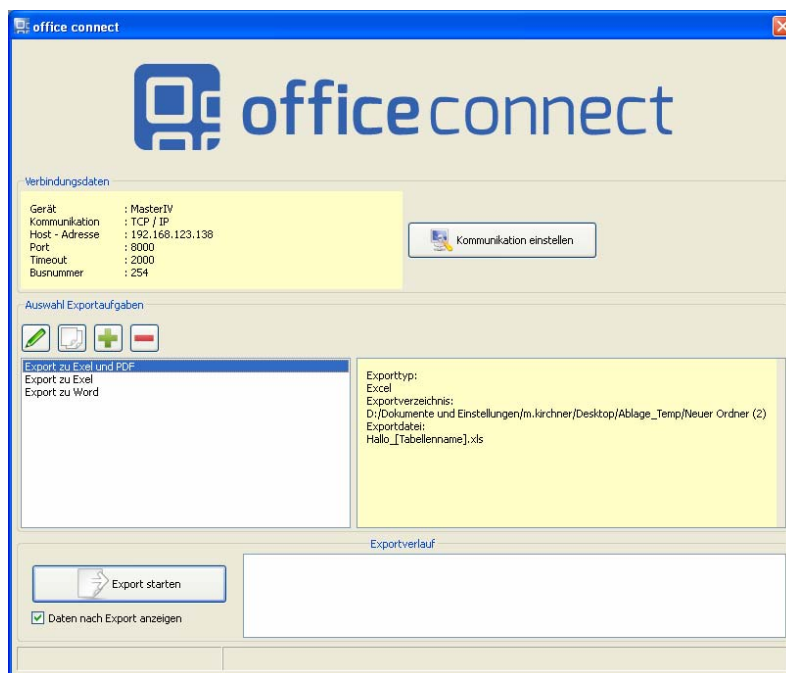 office connect
officeconnect
Verbindungsdaten
Gerät : MasterIV
Kommunikation : TCP / IP
Host - Adresse : 192.168.123.138
Port : 8000
Timeout : 2000
Busnummer : 254
Kommunikation einstellen
Auswahl Exportaufgaben
Export zu Exel und PDF
Export zu Exel
Export zu Word
Exporttyp:
Excel
Exportverzeichnis:
D:/Dokumente und Einstellungen/m.kirchner/Desktop/Ablage_Temp/Neuer Ordner (2)
Exportdatei:
Hallo_[Tabellenname].xls
Exportverlauf
Export starten
Daten nach Export anzeigen